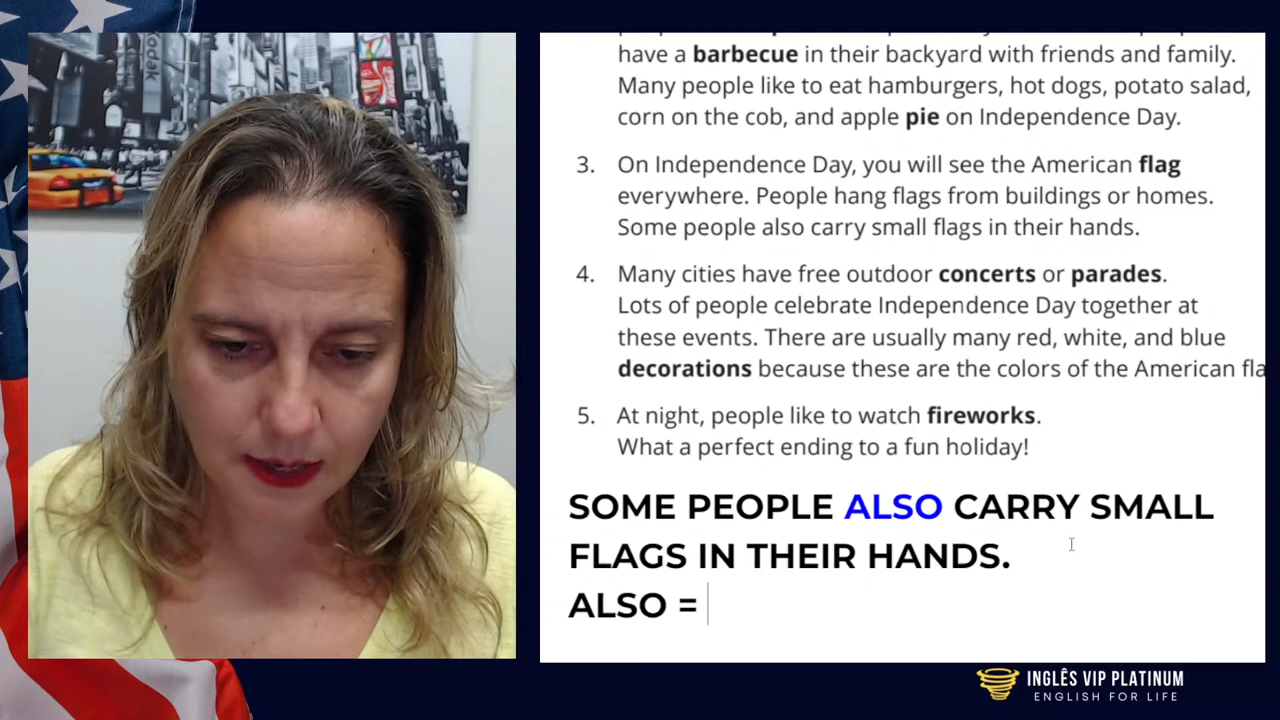 Kodak
have a barbecue in their backyard with friends and family.
Many people like to eat hamburgers, hot dogs, potato salad,
corn on the cob, and apple pie on Independence Day.
3. On Independence Day, you will see the American flag
everywhere. People hang flags from buildings or homes.
Some people also carry small flags in their hands.
4. Many cities have free outdoor concerts or parades.
Lots of people celebrate Independence Day together at
these events. There are usually many red, white, and blue
decorations because these are the colors of the American fla
5. At night, people like to watch fireworks.
What a perfect ending to a fun holiday!
SOME PEOPLE ALSO CARRY SMALL
FLAGS IN THEIR HANDS.
ALSO =
INGLÊS VIP PLATINUM
ENGLISH FOR LIFE